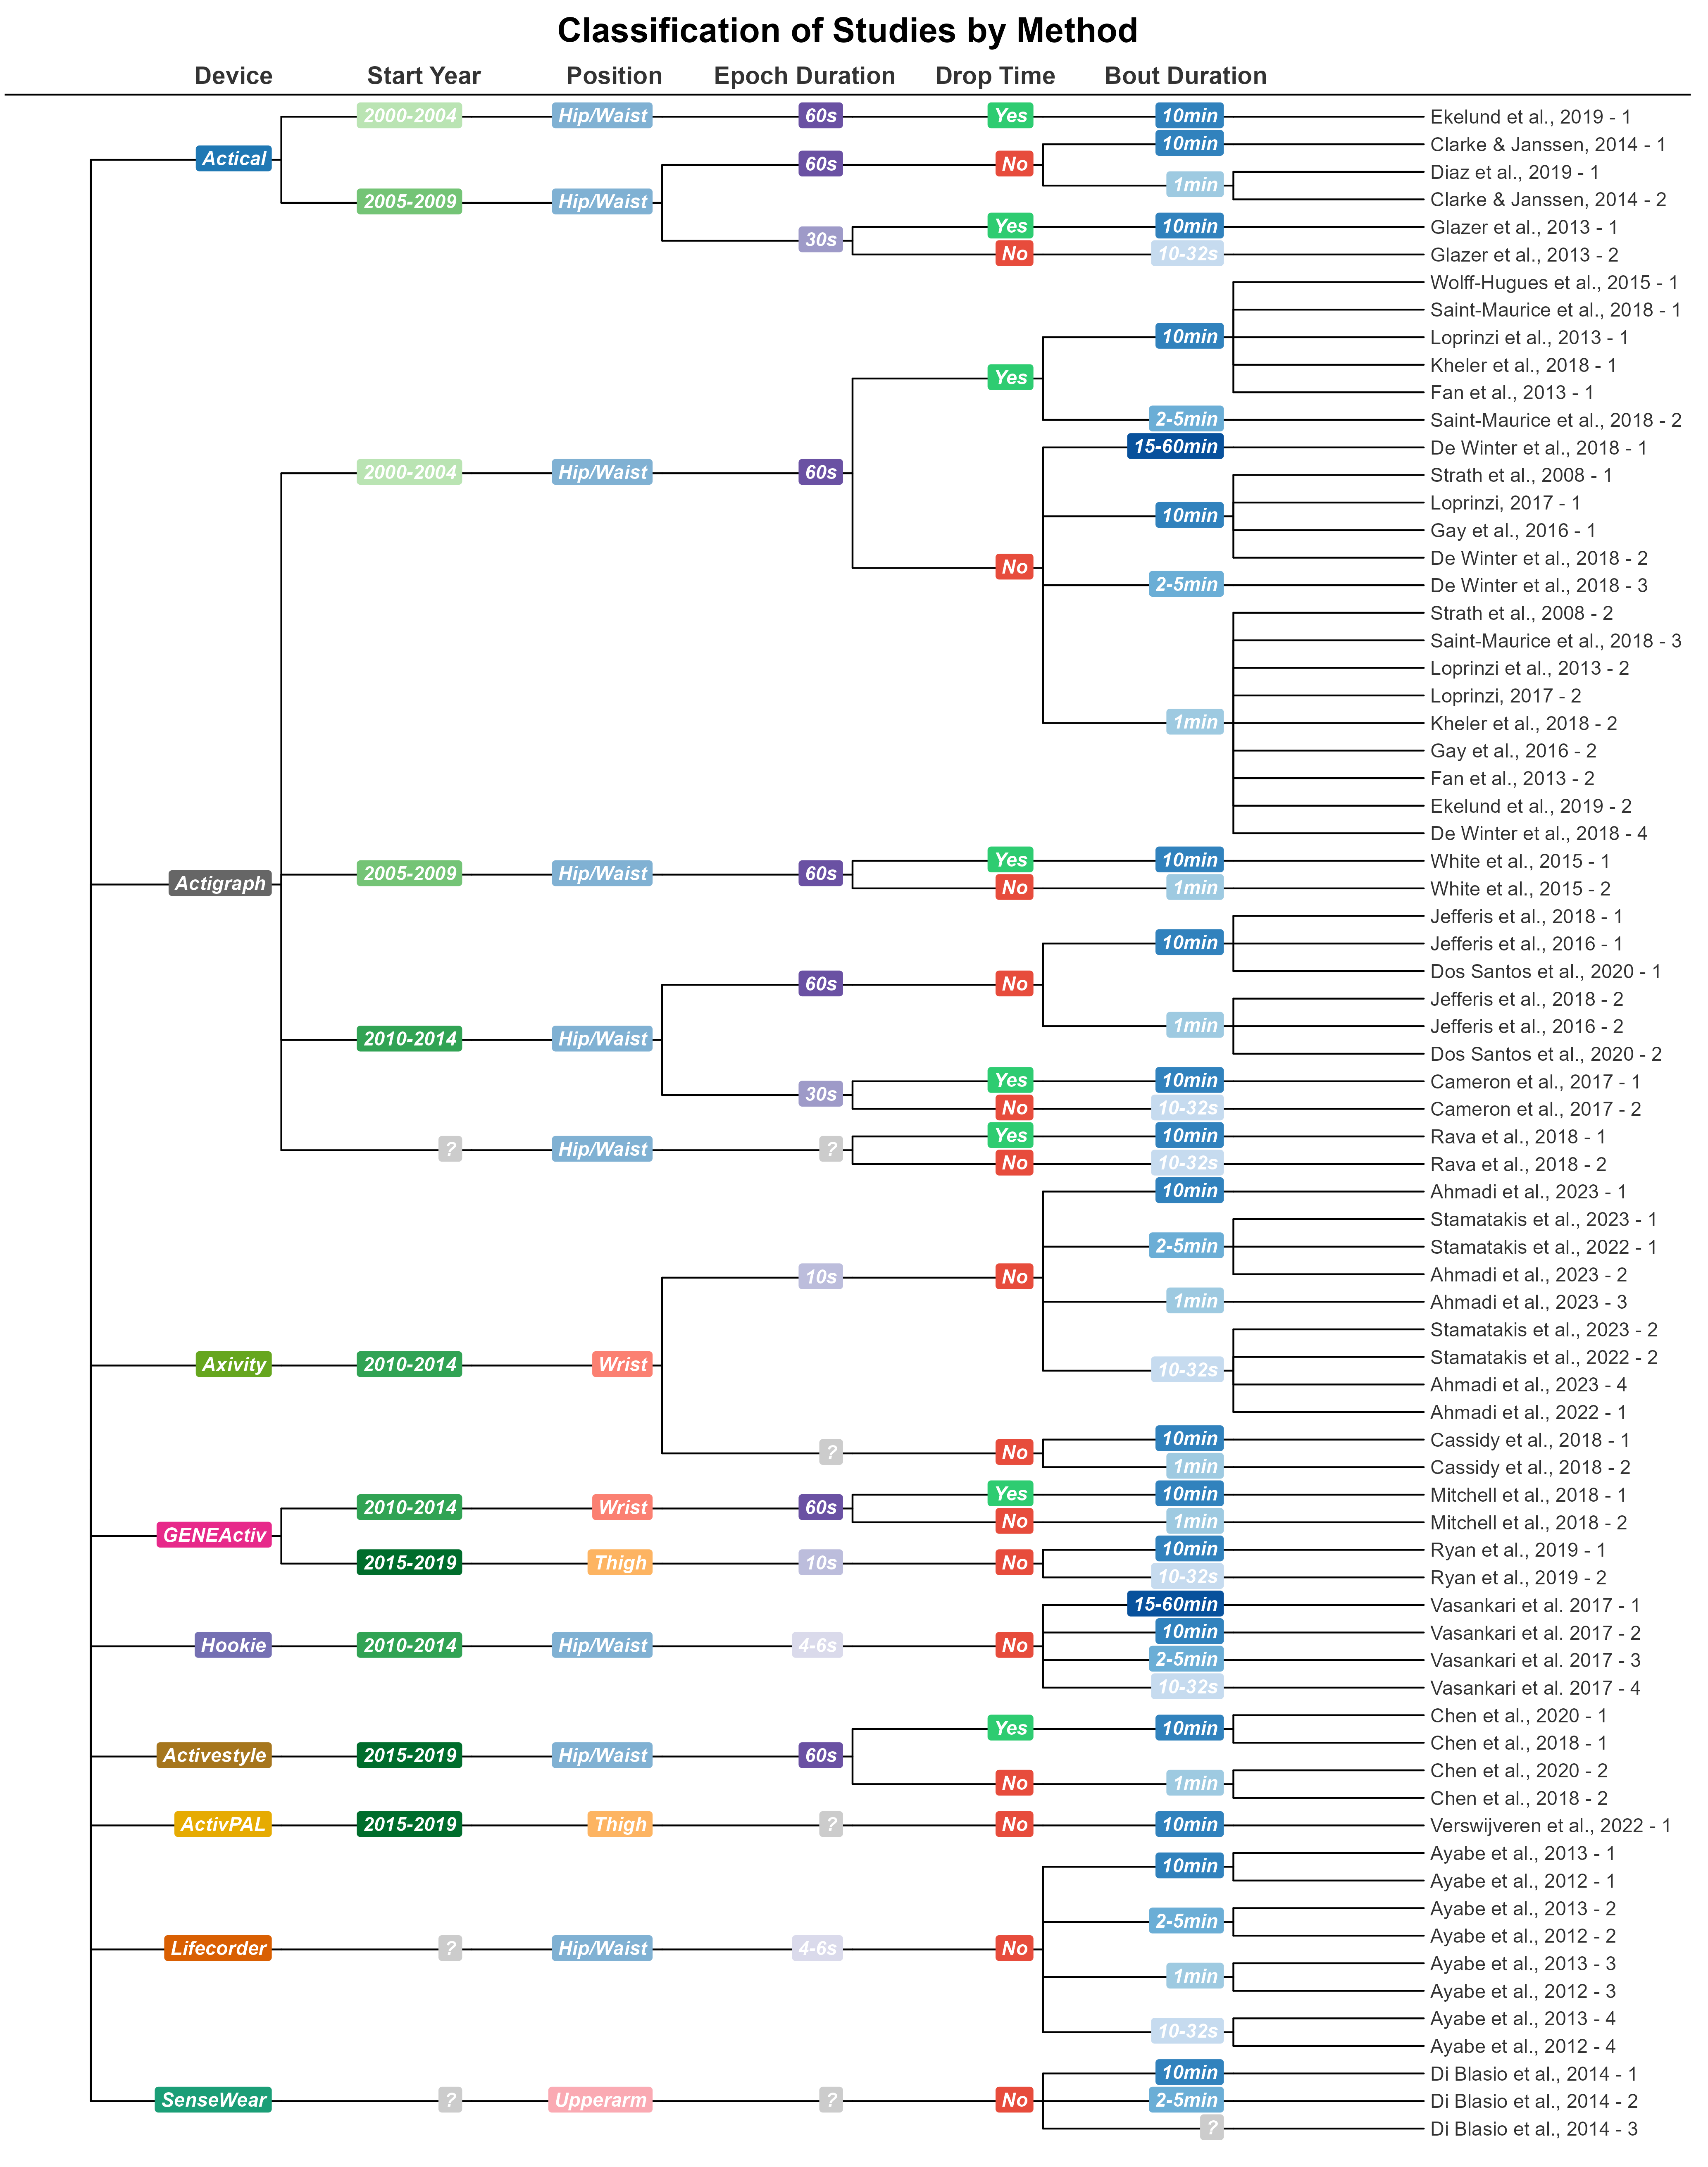 Classification of Studies by Method
Device Start Year Position Epoch Duration Drop Time Bout Duration
2000-2004 Hip/Waist 60s Yes 10min Ekelund et al., 2019 - 1
10min Clarke & Janssen, 2014 - 1
Actical
60s No
Diaz et al., 2019 - 1
1min
Clarke & Janssen, 2014 - 2
2005-2009 Hip/Waist
Yes 10min Glazer et al., 2013 - 1
30s
No 10-32s Glazer et al., 2013 - 2
Wolff-Hugues et al., 2015 - 1
Saint-Maurice et al., 2018 - 1
10min Loprinzi et al., 2013 - 1
Kheler et al., 2018 - 1
Yes
Fan et al., 2013 - 1
2-5min Saint-Maurice et al., 2018 - 2
15-60min De Winter et al., 2018 - 1
2000-2004 Hip/Waist 60s
Strath et al., 2008 - 1
Loprinzi, 2017 - 1
10min
Gay et al., 2016 - 1
De Winter et al., 2018 - 2
No
2-5min De Winter et al., 2018 - 3
Strath et al., 2008 - 2
Saint-Maurice et al., 2018 - 3
Loprinzi et al., 2013 - 2
Loprinzi, 2017 - 2
1min Kheler et al., 2018 - 2
Gay et al., 2016 - 2
Fan et al., 2013 - 2
Ekelund et al., 2019 - 2
De Winter et al., 2018 - 4
Yes 10min White et al., 2015 - 1
2005-2009 Hip/Waist 60s
Actigraph
No 1min White et al., 2015 - 2
Jefferis et al., 2018 - 1
10min Jefferis et al., 2016 - 1
Dos Santos et al., 2020 - 1
60s No
Jefferis et al., 2018 - 2
1min Jefferis et al., 2016 - 2
2010-2014 Hip/Waist
Dos Santos et al., 2020 - 2
Yes 10min Cameron et al., 2017 - 1
30s
No 10-32s Cameron et al., 2017 - 2
Yes 10min Rava et al., 2018 - 1
? Hip/Waist ?
No 10-32s Rava et al., 2018 - 2
10min Ahmadi et al., 2023 - 1
Stamatakis et al., 2023 - 1
2-5min Stamatakis et al., 2022 - 1
Ahmadi et al., 2023 - 2
10s No
1min Ahmadi et al., 2023 - 3
Stamatakis et al., 2023 - 2
Stamatakis et al., 2022 - 2
Axivity 2010-2014 Wrist
10-32s
Ahmadi et al., 2023 - 4
Ahmadi et al., 2022 - 1
10min Cassidy et al., 2018 - 1
? No
1min Cassidy et al., 2018 - 2
Yes 10min Mitchell et al., 2018 - 1
2010-2014 Wrist 60s
No 1min Mitchell et al., 2018 - 2
GENEActiv
10min Ryan et al., 2019 - 1
2015-2019 Thigh 10s No
10-32s Ryan et al., 2019 - 2
15-60min Vasankari et al. 2017 - 1
10min Vasankari et al. 2017 - 2
Hookie 2010-2014 Hip/Waist 4-6s No
2-5min Vasankari et al. 2017 - 3
10-32s Vasankari et al. 2017 - 4
Chen et al., 2020 - 1
Yes 10min
Chen et al., 2018 - 1
Activestyle 2015-2019 Hip/Waist 60s
Chen et al., 2020 - 2
No 1min
Chen et al., 2018 - 2
ActivPAL 2015-2019 Thigh ? No 10min Verswijveren et al., 2022 - 1
Ayabe et al., 2013 - 1
10min
Ayabe et al., 2012 - 1
Ayabe et al., 2013 - 2
2-5min
Ayabe et al., 2012 - 2
Lifecorder ? Hip/Waist 4-6s No
Ayabe et al., 2013 - 3
1min
Ayabe et al., 2012 - 3
Ayabe et al., 2013 - 4
10-32s
Ayabe et al., 2012 - 4
10min Di Blasio et al., 2014 - 1
SenseWear ? Upperarm ? No 2-5min Di Blasio et al., 2014 - 2
? Di Blasio et al., 2014 - 3